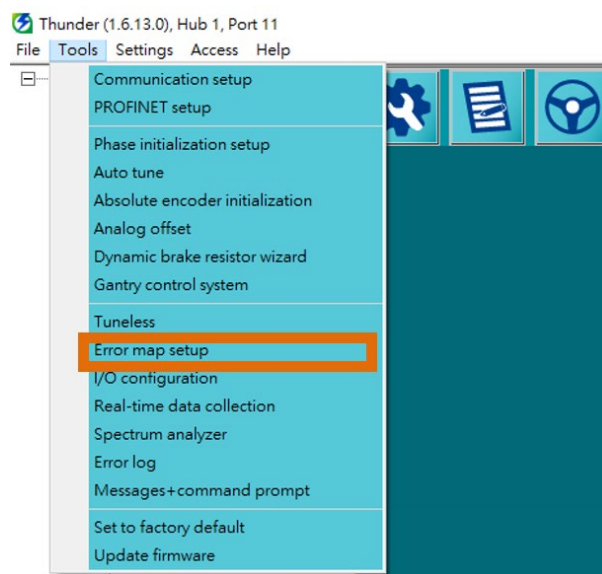 Thunder (1.6.13.0), Hub 1, Port 11
File Tools Settings Access Help
Communication setup
PROFINET setup
Phase initialization setup
Auto tune
Absolute encoder initialization
Analog offset
Dynamic brake resistor wizard
Gantry control system
Tuneless
Error map setup
I/O configuration
Real-time data collection
Spectrum analyzer
Error log
Messages+command prompt
Set to factory default
Update firmware